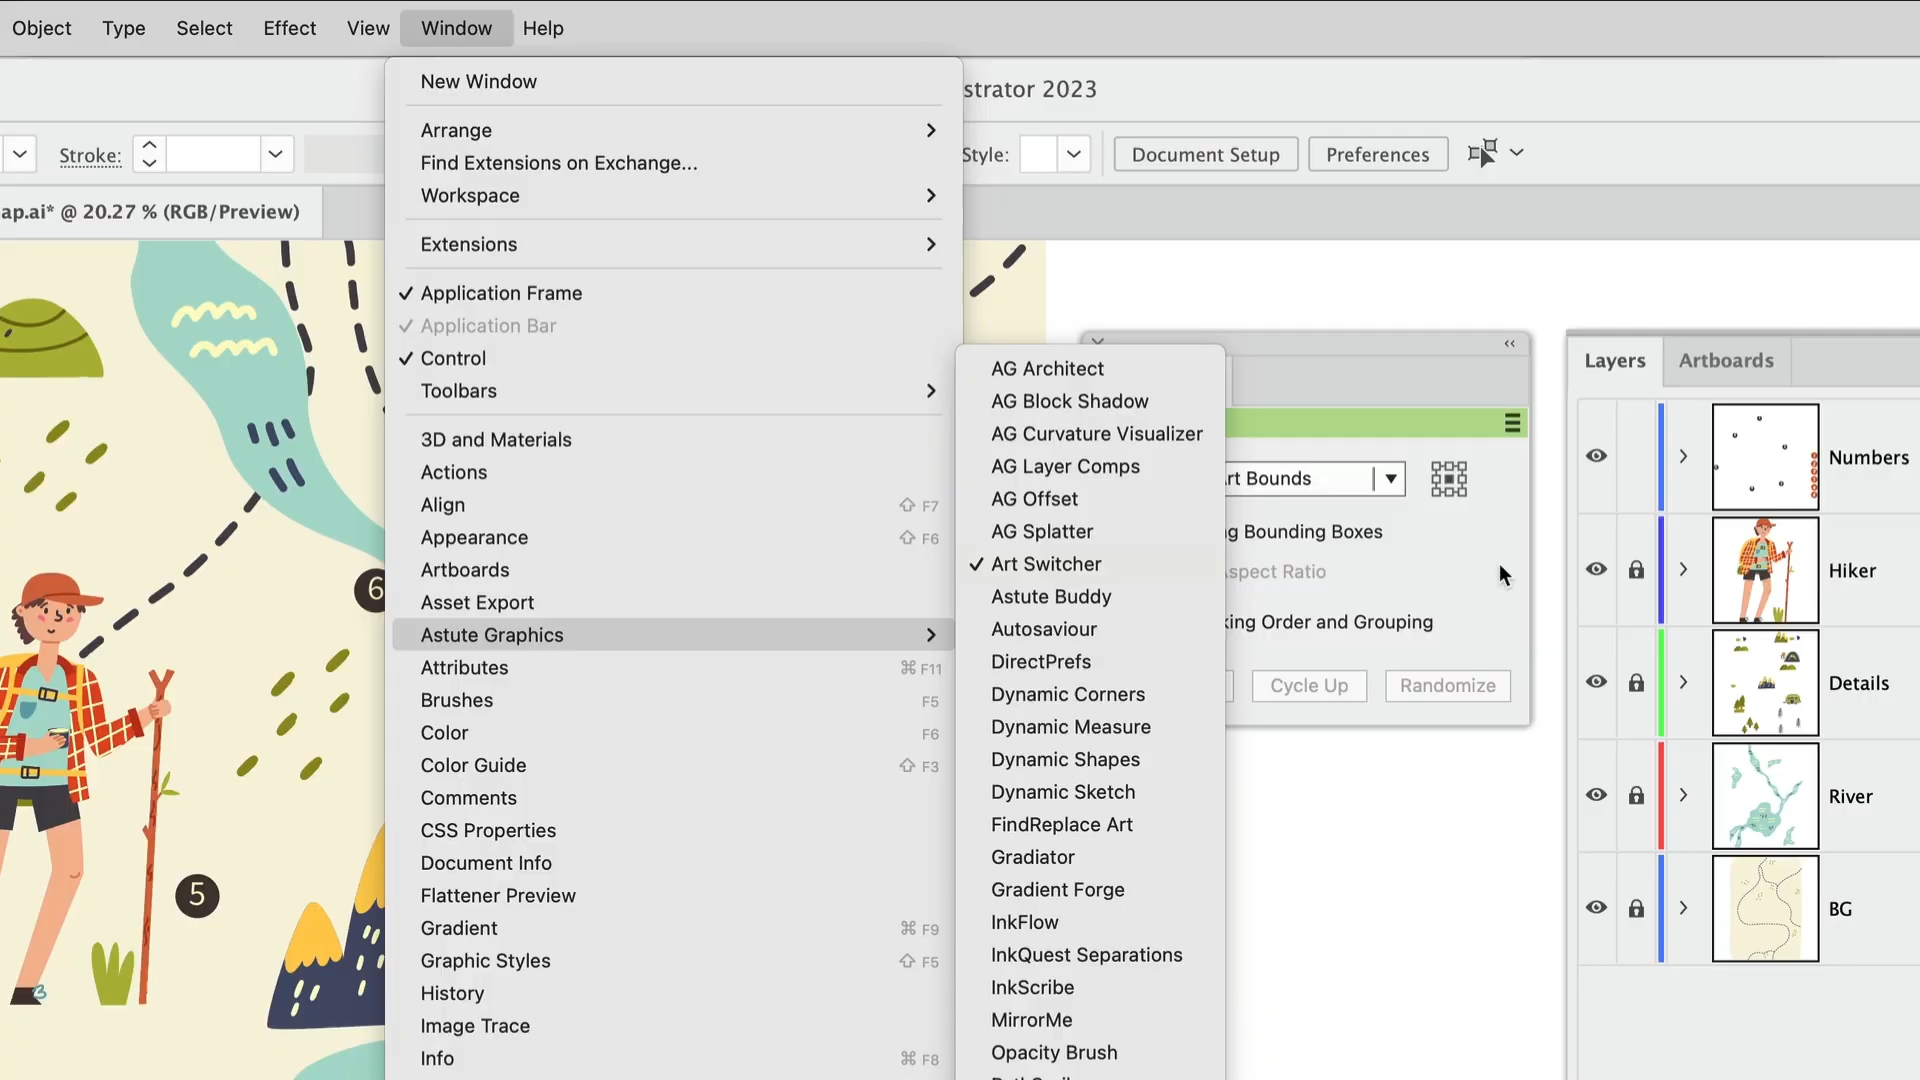 Object Type Select Effect View Window Help
strator 2023
Stroke:
Style:
Document Setup
Preferences
ap.ai* @ 20.27 % (RGB/Preview)
New Window
Arrange
Find Extensions on Exchange...
Workspace
Extensions
Application Frame
Application Bar
Control
Toolbars
3D and Materials
Actions
Align ⇧ F7
Appearance ⇧ F6
Artboards
Asset Export
Astute Graphics
Attributes ⌘ F11
Brushes F5
Color F6
Color Guide ⇧ F3
Comments
CSS Properties
Document Info
Flattener Preview
Gradient ⌘ F9
Graphic Styles ⇧ F5
History
Image Trace
Info ⌘ F8
AG Architect
AG Block Shadow
AG Curvature Visualizer
AG Layer Comps
AG Offset
AG Splatter
Art Switcher
Astute Buddy
Autosaviour
DirectPrefs
Dynamic Corners
Dynamic Measure
Dynamic Shapes
Dynamic Sketch
FindReplace Art
Gradiator
Gradient Forge
InkFlow
InkQuest Separations
InkScribe
MirrorMe
Opacity Brush
rt Bounds
g Bounding Boxes
spect Ratio
king Order and Grouping
Cycle Up
Randomize
Layers
Artboards
Numbers
Hiker
Details
River
BG
6
5